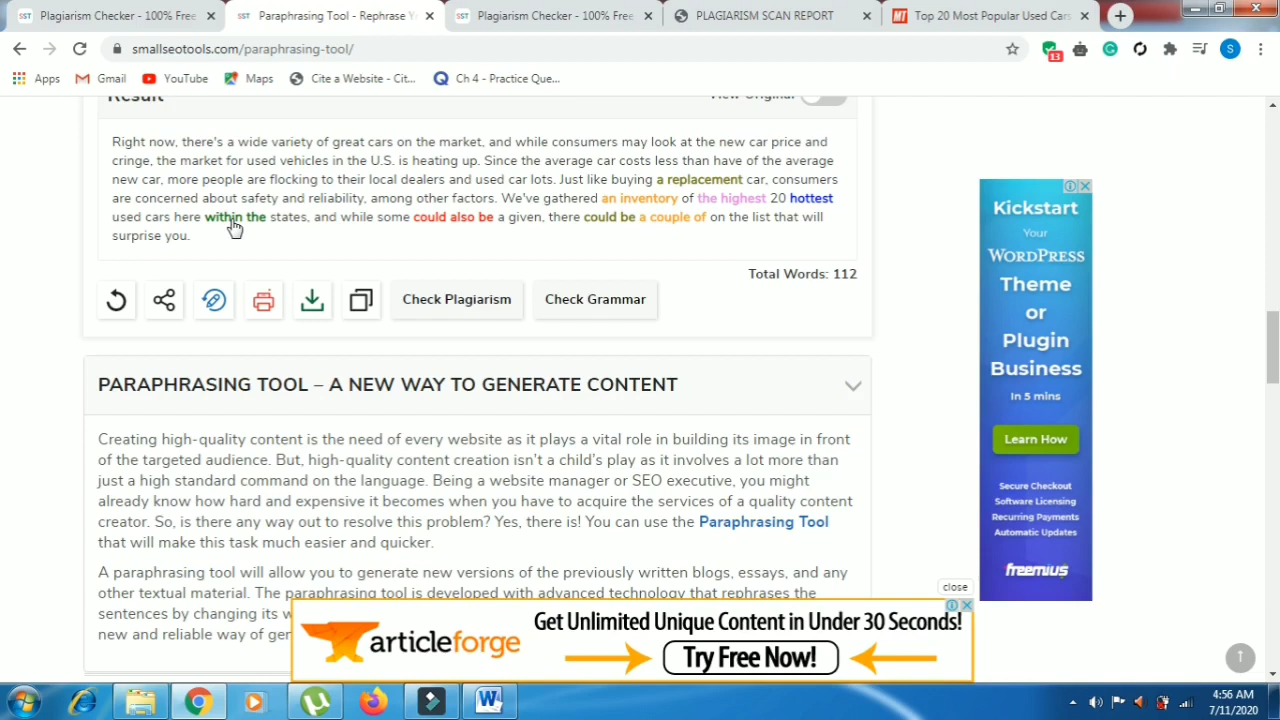 Plagiarism Checker - 100% Free
Paraphrasing Tool - Rephrase Y
Plagiarism Checker - 100% Free
PLAGIARISM SCAN REPORT
MT
Top 20 Most Popular Used Cars
smallseotools.com/paraphrasing-tool/
13
S
Apps
Gmail
YouTube
Maps
Cite a Website - Cit...
Ch 4 - Practice Que...
Result
View Original
Right now, there's a wide variety of great cars on the market, and while consumers may look at the new car price and
cringe, the market for used vehicles in the U.S. is heating up. Since the average car costs less than have of the average
new car, more people are flocking to their local dealers and used car lots. Just like buying a replacement car, consumers
are concerned about safety and reliability, among other factors. We've gathered an inventory of the highest 20 hottest
used cars here within the states, and while some could also be a given, there could be a couple of on the list that will
surprise you.
Total Words: 112
Check Plagiarism
Check Grammar
PARAPHRASING TOOL – A NEW WAY TO GENERATE CONTENT
Creating high-quality content is the need of every website as it plays a vital role in building its image in front
of the targeted audience. But, high-quality content creation isn't a child's play as it involves a lot more than
just a high standard command on the language. Being a website manager or SEO executive, you might
already know how hard and expensive it becomes when you have to acquire the services of a quality content
creator. So, is there any way out to resolve this problem? Yes, there is! You can use the Paraphrasing Tool
that will make this task much easier and quicker.
A paraphrasing tool will allow you to generate new versions of the previously written blogs, essays, and any
other textual material. The paraphrasing tool is developed with advanced technology that rephrases the
sentences by changing its w
new and reliable way of gen
Kickstart
Your
WORDPRESS
Theme
or
Plugin
Business
In 5 mins
Learn How
Secure Checkout
Software Licensing
Recurring Payments
Automatic Updates
freemius
close
articleforge
Get Unlimited Unique Content in Under 30 Seconds!
Try Free Now!
4:56 AM
7/11/2020